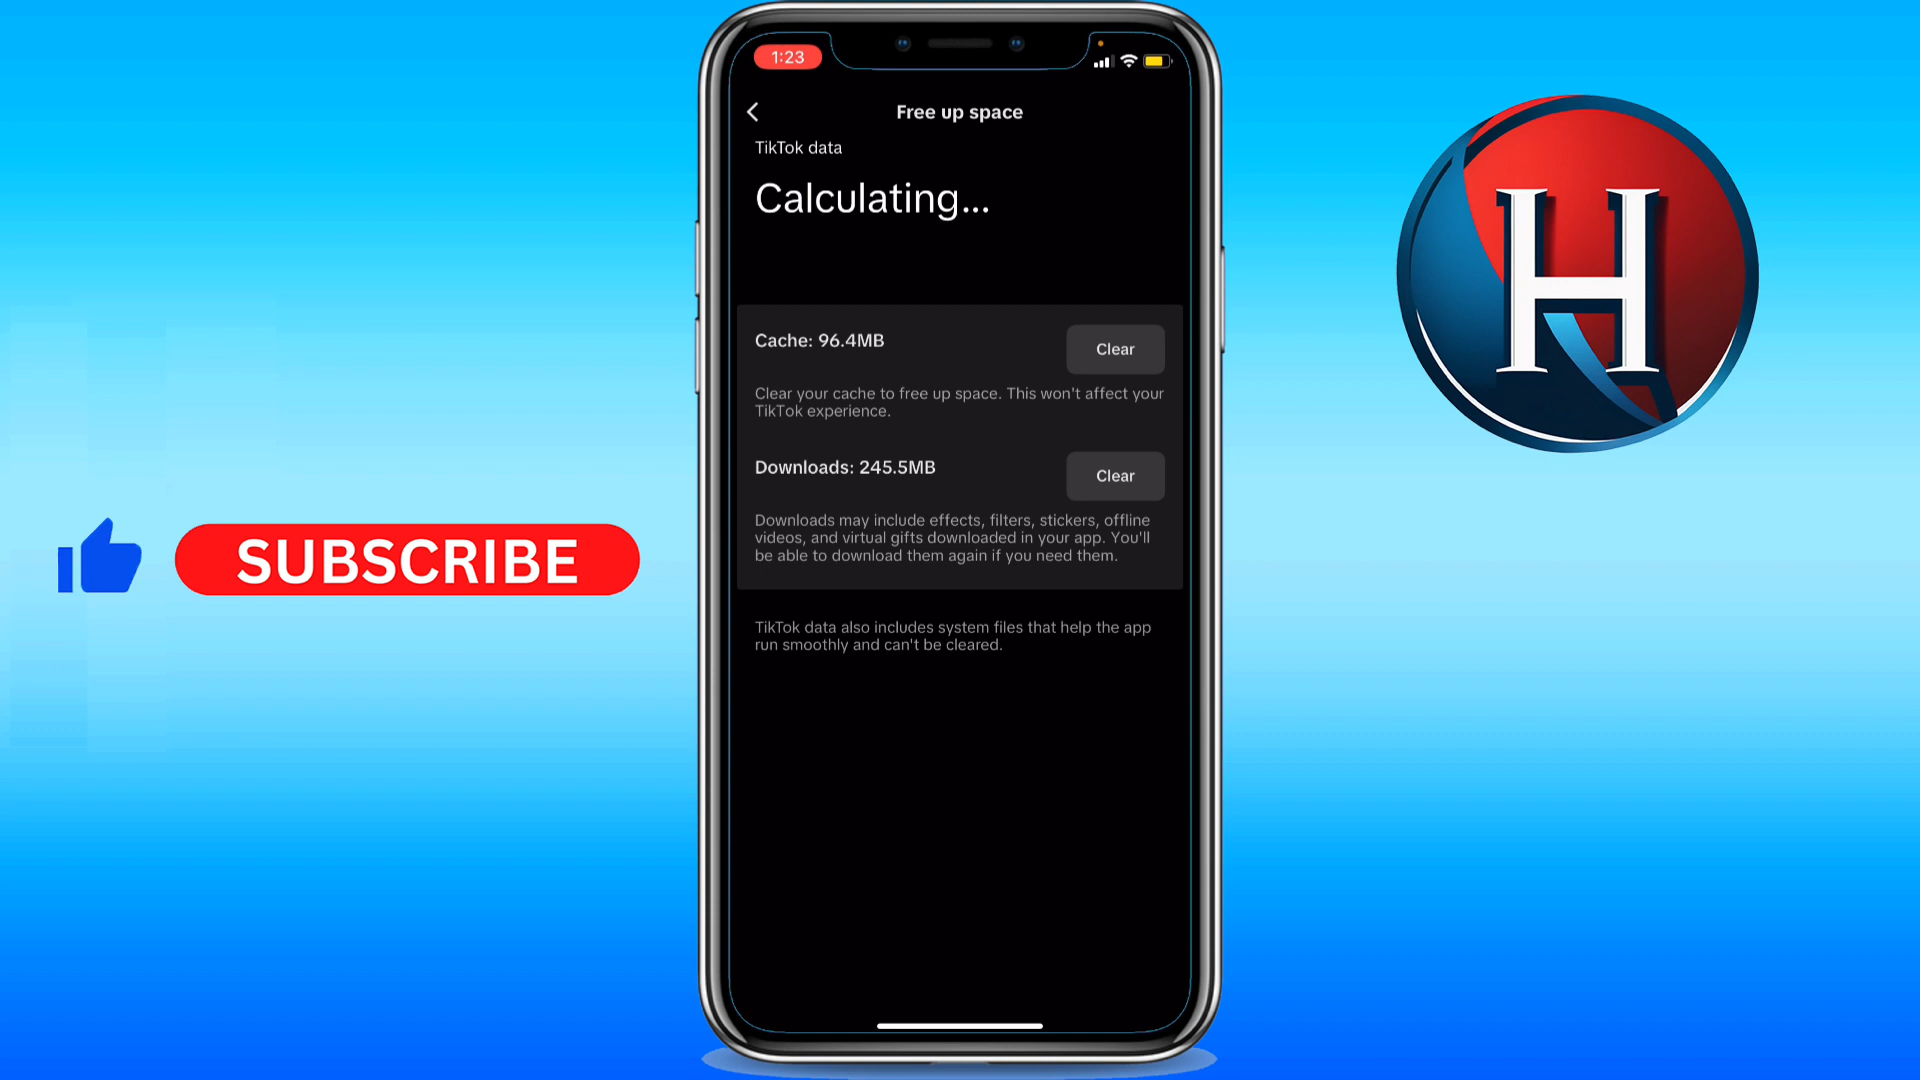 1:23
Free up space
TikTok data
Calculating...
Cache: 96.4MB
Clear
Clear your cache to free up space. This won't affect your
TikTok experience.
Downloads: 245.5MB
Clear
Downloads may include effects, filters, stickers, offline
videos, and virtual gifts downloaded in your app. You'll
be able to download them again if you need them.
TikTok data also includes system files that help the app
run smoothly and can't be cleared.
SUBSCRIBE
H